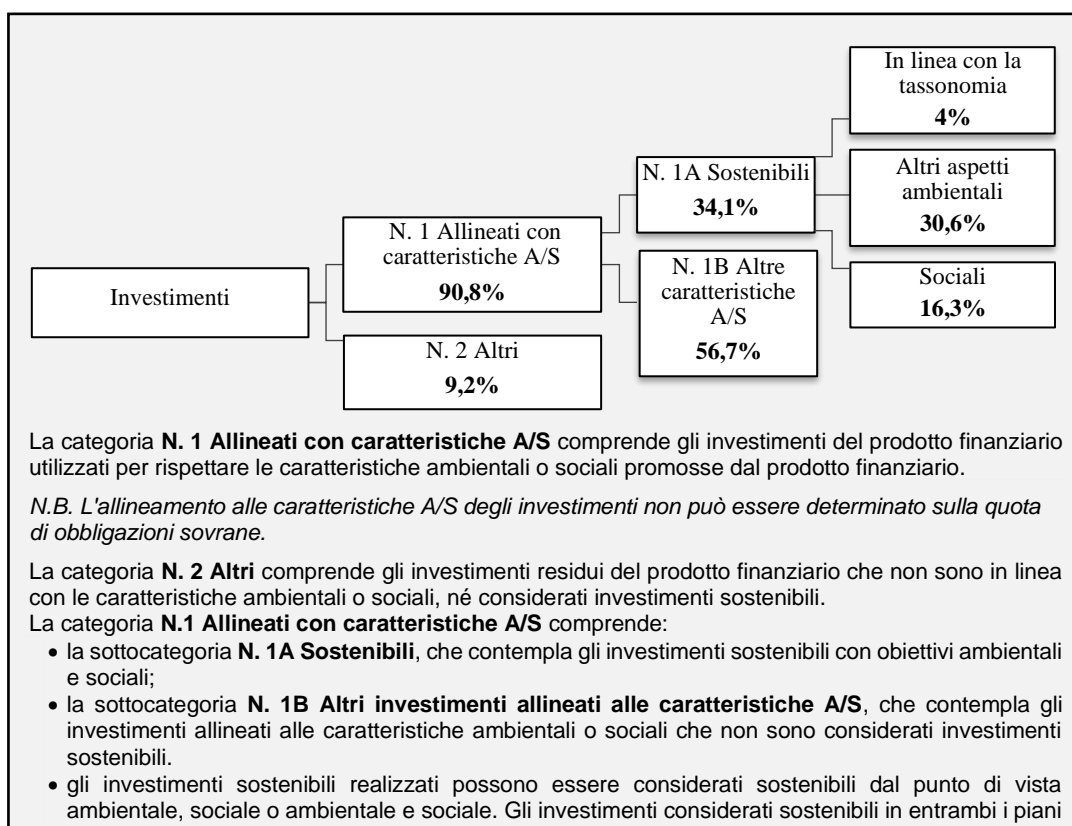 In linea con la
tassonomia
4%
N. 1A Sostenibili
34,1%
Altri aspetti
ambientali
30,6%
N. 1 Allineati con
caratteristiche A/S
90,8%
N. 1B Altre
caratteristiche
A/S
56,7%
Sociali
16,3%
Investimenti
N. 2 Altri
9,2%
La categoria N. 1 Allineati con caratteristiche A/S comprende gli investimenti del prodotto finanziario
utilizzati per rispettare le caratteristiche ambientali o sociali promosse dal prodotto finanziario.
N.B. L'allineamento alle caratteristiche A/S degli investimenti non può essere determinato sulla quota
di obbligazioni sovrane.
La categoria N. 2 Altri comprende gli investimenti residui del prodotto finanziario che non sono in linea
con le caratteristiche ambientali o sociali, né considerati investimenti sostenibili.
La categoria N.1 Allineati con caratteristiche A/S comprende:
• la sottocategoria N. 1A Sostenibili, che contempla gli investimenti sostenibili con obiettivi ambientali
e sociali;
• la sottocategoria N. 1B Altri investimenti allineati alle caratteristiche A/S, che contempla gli
investimenti allineati alle caratteristiche ambientali o sociali che non sono considerati investimenti
sostenibili.
• gli investimenti sostenibili realizzati possono essere considerati sostenibili dal punto di vista
ambientale, sociale o ambientale e sociale. Gli investimenti considerati sostenibili in entrambi i piani